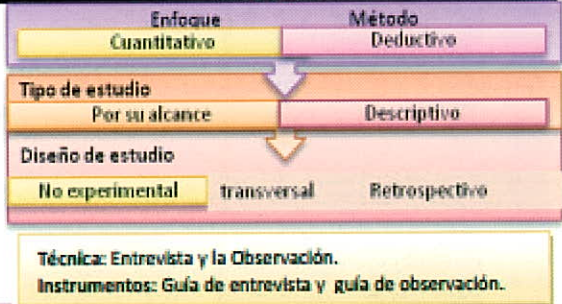 Enfoque Método
Cuantitativo Deductivo
Tipo de estudio
Por su alcance Descriptivo
Diseño de estudio
No experimental transversal Retrospectivo
Técnica: Entrevista y la Observación.
Instrumentos: Guía de entrevista y guía de observación.